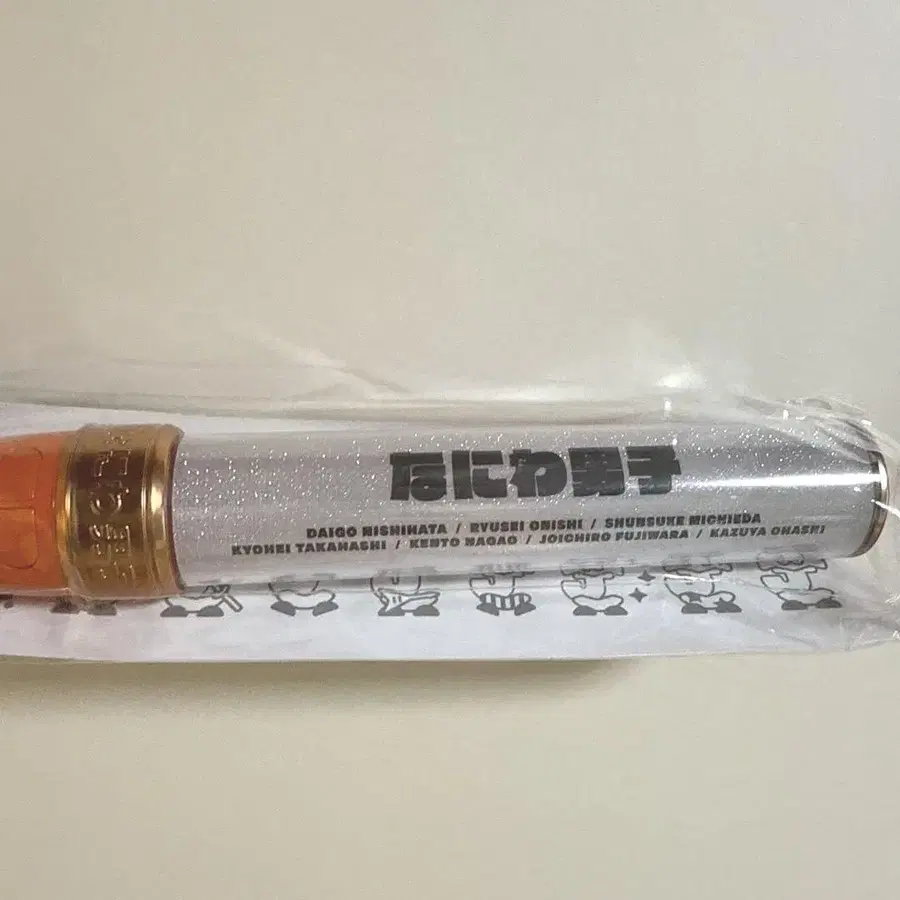 なにわ男子
DAIGO NISHIHATA / RYUSEI ONISHI / SHUNSUKE MICHIEDA
KYOHEI TAKAHASHI / KENTO NAGAO / JOICHIRO FUJIWARA / KAZUYA OHASHI